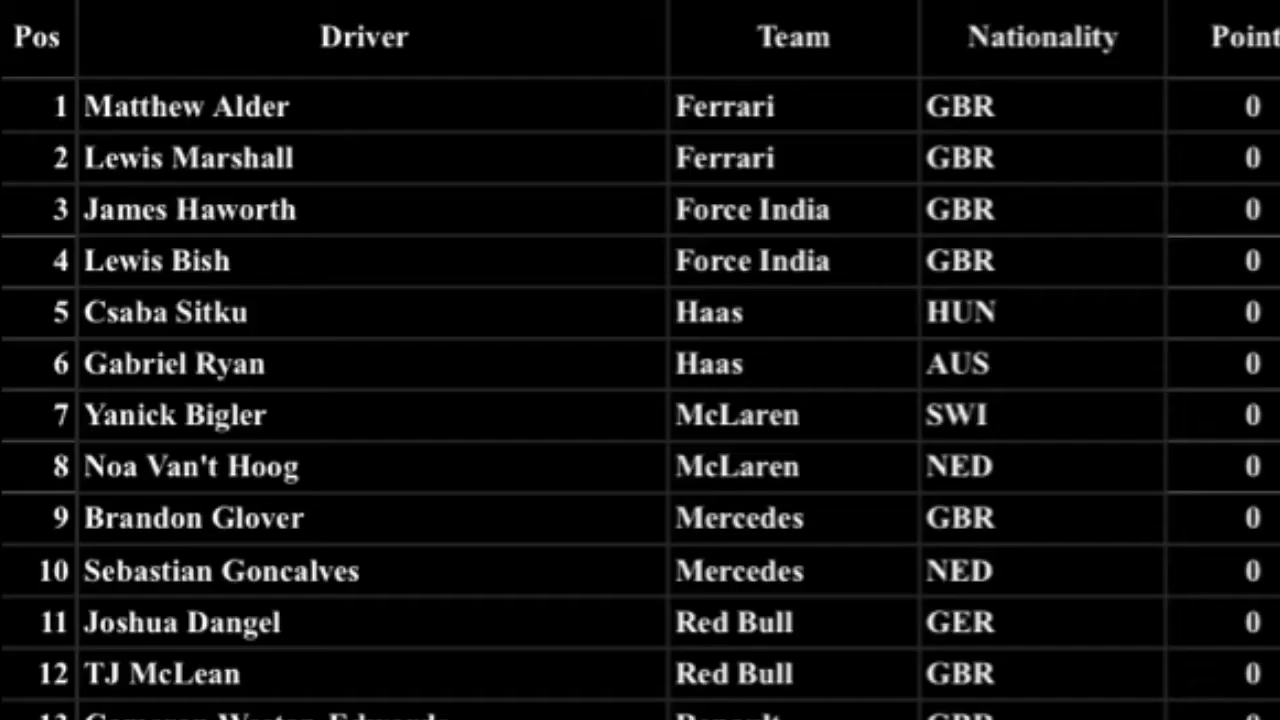 Pos Driver Team Nationality Point
1 Matthew Alder Ferrari GBR 0
2 Lewis Marshall Ferrari GBR 0
3 James Haworth Force India GBR 0
4 Lewis Bish Force India GBR 0
5 Csaba Sitku Haas HUN 0
6 Gabriel Ryan Haas AUS 0
7 Yanick Bigler McLaren SWI 0
8 Noa Van't Hoog McLaren NED 0
9 Brandon Glover Mercedes GBR 0
10 Sebastian Goncalves Mercedes NED 0
11 Joshua Dangel Red Bull GER 0
12 TJ McLean Red Bull GBR 0